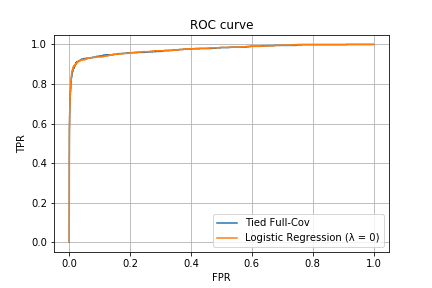 ROC curve
TPR
1.0
0.8
0.6
0.4
0.2
0.0
Tied Full-Cov
Logistic Regression (λ = 0)
0.0 0.2 0.4 0.6 0.8 1.0
FPR